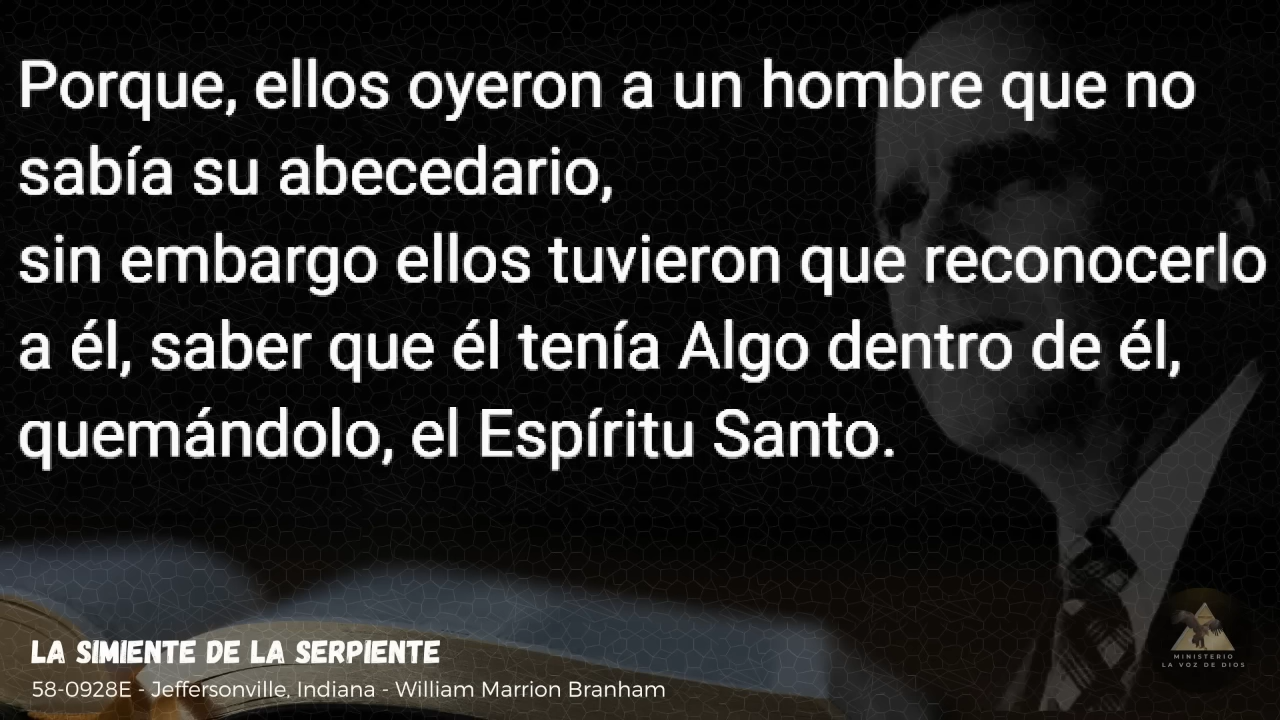 Porque, ellos oyeron a un hombre que no
sabía su abecedario,
sin embargo ellos tuvieron que reconocerlo
a él, saber que él tenía Algo dentro de él,
quemándolo, el Espíritu Santo.
LA SIMIENTE DE LA SERPIENTE
58-0928E - Jeffersonville, Indiana - William Marrion Branham
MINISTERIO
LA VOZ DE DIOS